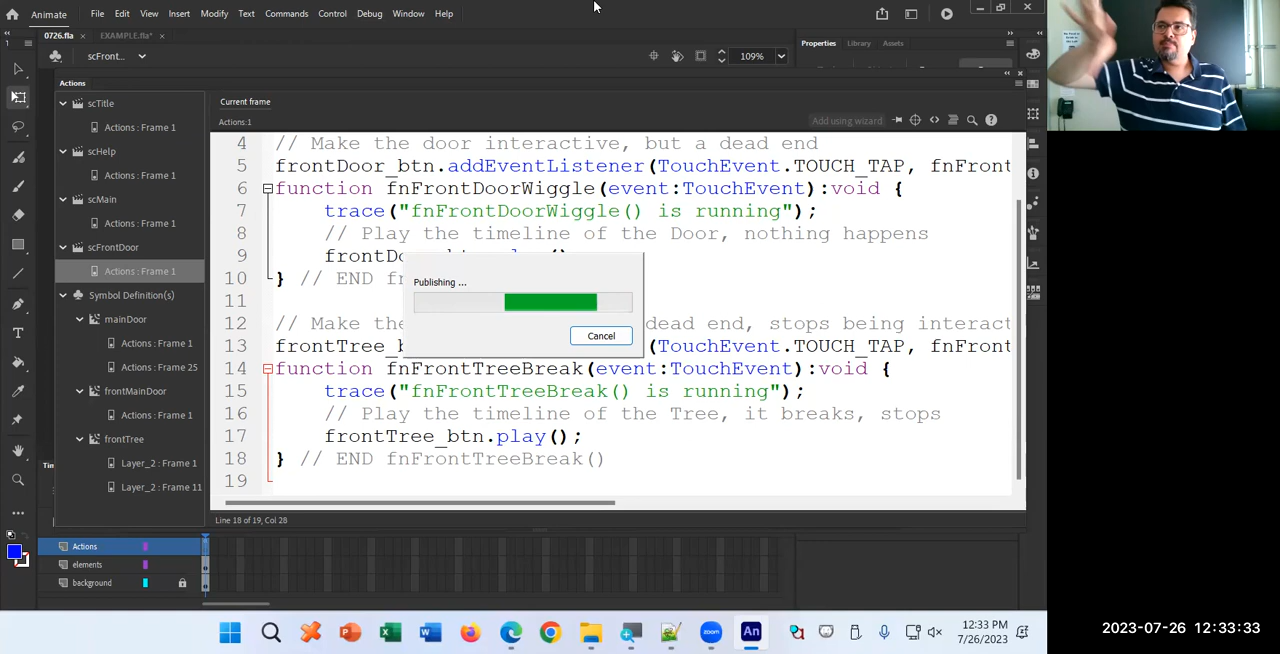 Animate File Edit View Insert Modify Text Commands Control Debug Window Help
0726.fla × EXAMPLE.fla* ×
scFront... 109% Properties Library Assets
Actions
scTitle
Actions : Frame 1
scHelp
Actions : Frame 1
scMain
Actions : Frame 1
scFrontDoor
Actions : Frame 1
Symbol Definition(s)
mainDoor
Actions : Frame 1
Actions : Frame 25
frontMainDoor
Actions : Frame 1
frontTree
Layer_2 : Frame 1
Layer_2 : Frame 11
Current frame
Actions:1 Add using wizard
4 // Make the door interactive, but a dead end
5 frontDoor_btn.addEventListener(TouchEvent.TOUCH_TAP, fnFront
6 function fnFrontDoorWiggle(event:TouchEvent):void {
7 trace("fnFrontDoorWiggle() is running");
8 // Play the timeline of the Door, nothing happens
9 frontDo
10 } // END f
11
12 // Make the dead end, stops being interact
13 frontTree_b (TouchEvent.TOUCH_TAP, fnFront
14 function fnFrontTreeBreak(event:TouchEvent):void {
15 trace("fnFrontTreeBreak() is running");
16 // Play the timeline of the Tree, it breaks, stops
17 frontTree_btn.play();
18 } // END fnFrontTreeBreak()
19
Publishing ...
Cancel
Line 18 of 19, Col 28
Actions
elements
background
12:33 PM
7/26/2023
2023-07-26 12:33:33